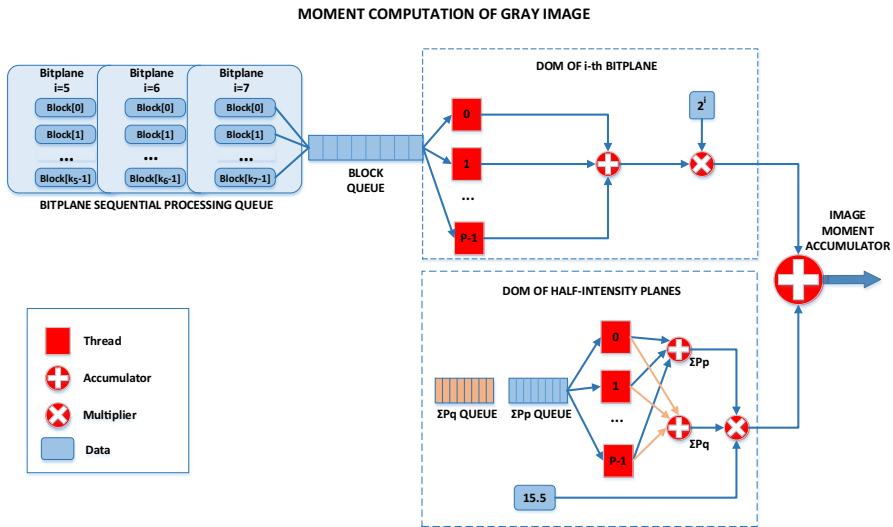 MOMENT COMPUTATION OF GRAY IMAGE
Bitplane
i=5
Block[0]
Block[1]
...
Block[k5-1]
Bitplane
i=6
Block[0]
Block[1]
...
Block[k6-1]
Bitplane
i=7
Block[0]
Block[1]
...
Block[k7-1]
BITPLANE SEQUENTIAL PROCESSING QUEUE
BLOCK
QUEUE
DOM OF i-th BITPLANE
0
1
...
P-1
2^i
IMAGE
MOMENT
ACCUMULATOR
DOM OF HALF-INTENSITY PLANES
ΣPq QUEUE
ΣPp QUEUE
0
1
...
P-1
ΣPp
ΣPq
15.5
Thread
Accumulator
Multiplier
Data